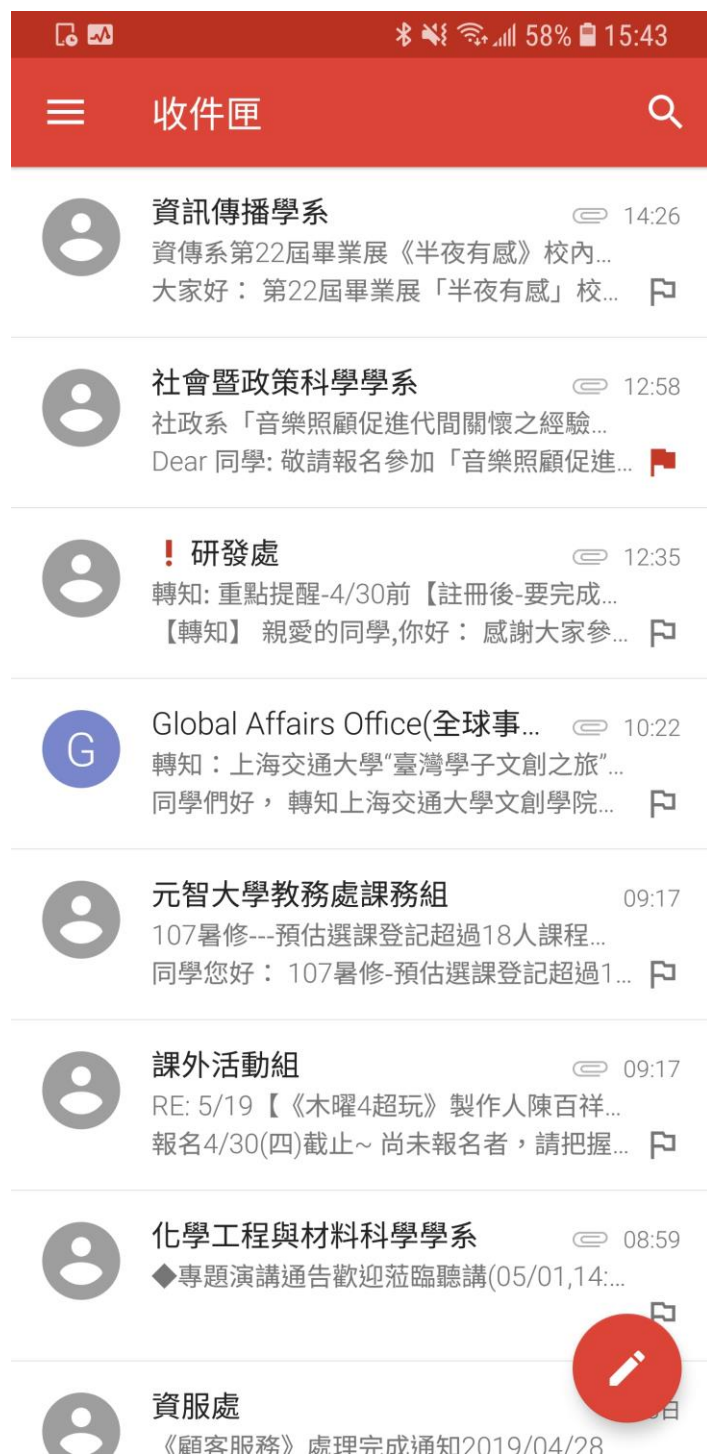 58% 15:43
收件匣
資訊傳播學系 14:26
資傳系第22屆畢業展《半夜有感》校內...
大家好： 第22屆畢業展「半夜有感」校...
社會暨政策科學學系 12:58
社政系「音樂照顧促進代間關懷之經驗...
Dear 同學: 敬請報名參加「音樂照顧促進...
❗ 研發處 12:35
轉知: 重點提醒-4/30前【註冊後-要完成...
【轉知】 親愛的同學,你好： 感謝大家參...
G
Global Affairs Office(全球事... 10:22
轉知：上海交通大學“臺灣學子文創之旅”...
同學們好， 轉知上海交通大學文創學院...
元智大學教務處課務組 09:17
107暑修---預估選課登記超過18人課程...
同學您好： 107暑修-預估選課登記超過1...
課外活動組 09:17
RE: 5/19【《木曜4超玩》製作人陳百祥...
報名4/30(四)截止~ 尚未報名者，請把握...
化學工程與材料科學學系 08:59
◆專題演講通告歡迎蒞臨聽講(05/01,14:...
資服處 日
《顧客服務》處理完成通知2019/04/28